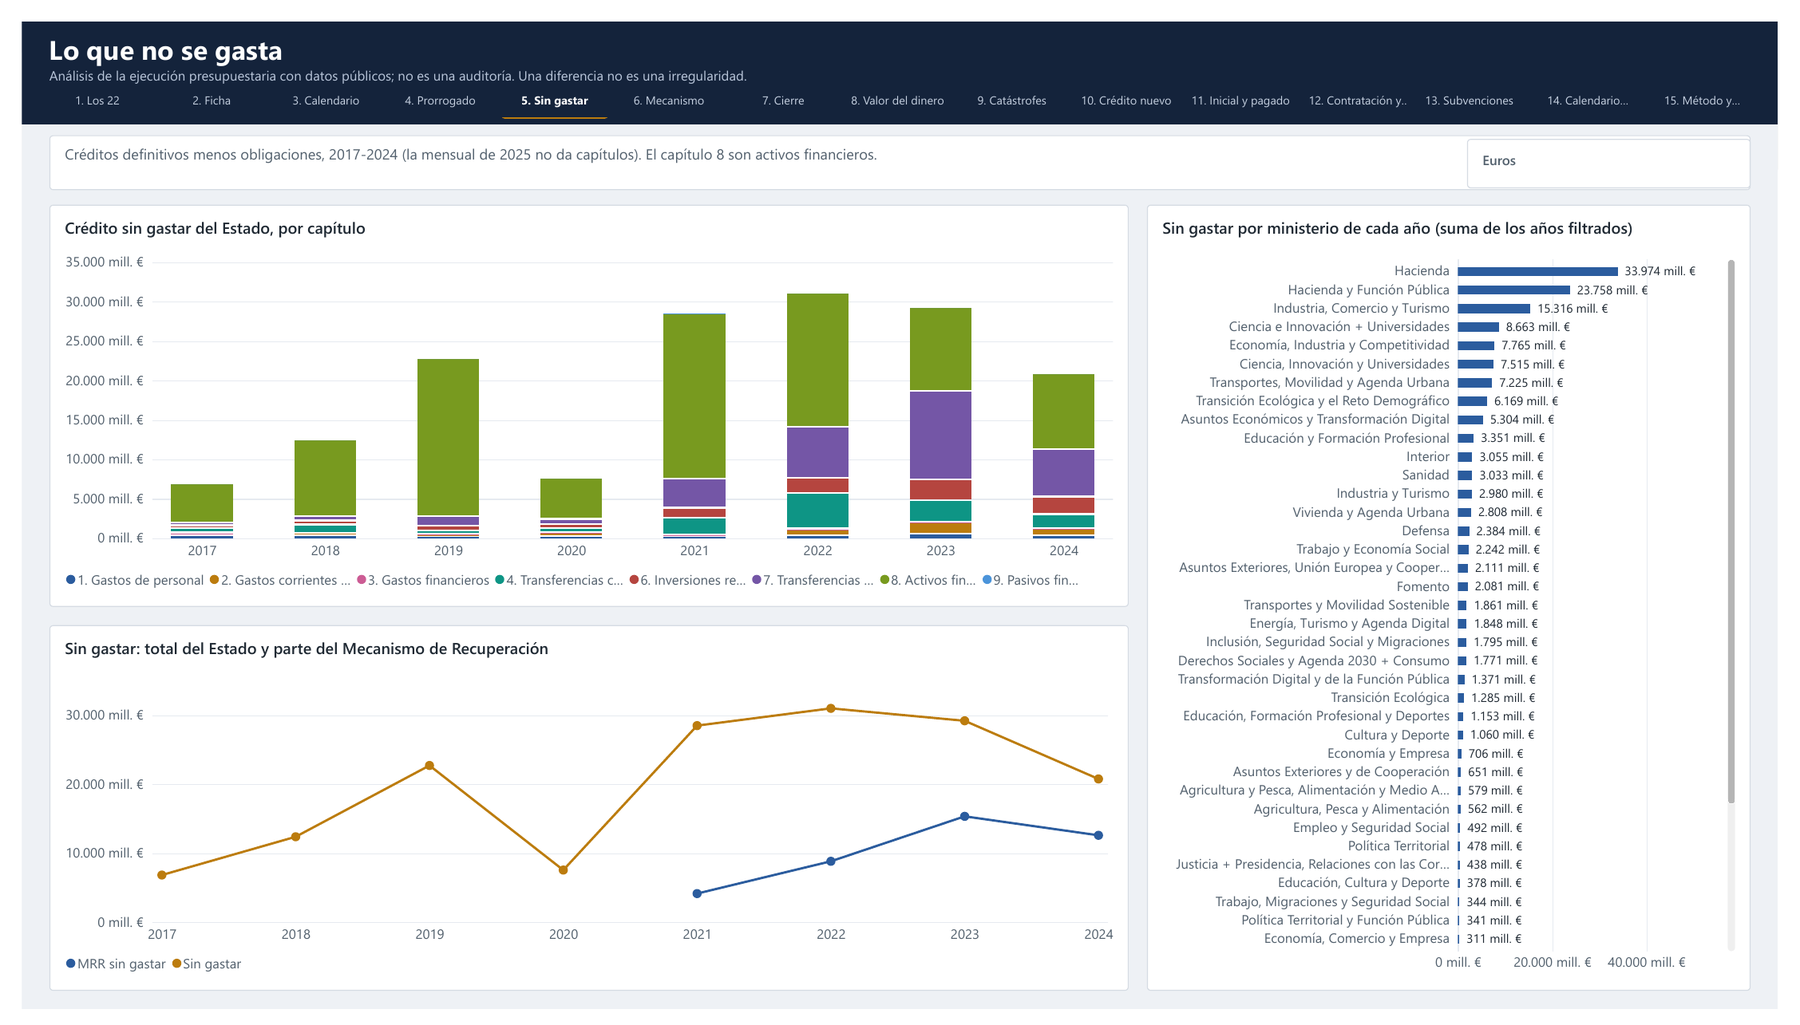 Lo que no se gasta
Análisis de la ejecución presupuestaria con datos públicos; no es una auditoría. Una diferencia no es una irregularidad.
1. Los 22
2. Ficha
3. Calendario
4. Prorrogado
5. Sin gastar
6. Mecanismo
7. Cierre
8. Valor del dinero
9. Catástrofes
10. Crédito nuevo
11. Inicial y pagado
12. Contratación y..
13. Subvenciones
14. Calendario...
15. Método y...
Créditos definitivos menos obligaciones, 2017-2024 (la mensual de 2025 no da capítulos). El capítulo 8 son activos financieros.
Euros
Crédito sin gastar del Estado, por capítulo
35.000 mill. €
30.000 mill. €
25.000 mill. €
20.000 mill. €
15.000 mill. €
10.000 mill. €
5.000 mill. €
0 mill. €
2017 2018 2019 2020 2021 2022 2023 2024
1. Gastos de personal 2. Gastos corrientes ... 3. Gastos financieros 4. Transferencias c... 6. Inversiones re... 7. Transferencias ... 8. Activos fin... 9. Pasivos fin...
Sin gastar: total del Estado y parte del Mecanismo de Recuperación
30.000 mill. €
20.000 mill. €
10.000 mill. €
0 mill. €
2017 2018 2019 2020 2021 2022 2023 2024
MRR sin gastar Sin gastar
Sin gastar por ministerio de cada año (suma de los años filtrados)
Hacienda 33.974 mill. €
Hacienda y Función Pública 23.758 mill. €
Industria, Comercio y Turismo 15.316 mill. €
Ciencia e Innovación + Universidades 8.663 mill. €
Economía, Industria y Competitividad 7.765 mill. €
Ciencia, Innovación y Universidades 7.515 mill. €
Transportes, Movilidad y Agenda Urbana 7.225 mill. €
Transición Ecológica y el Reto Demográfico 6.169 mill. €
Asuntos Económicos y Transformación Digital 5.304 mill. €
Educación y Formación Profesional 3.351 mill. €
Interior 3.055 mill. €
Sanidad 3.033 mill. €
Industria y Turismo 2.980 mill. €
Vivienda y Agenda Urbana 2.808 mill. €
Defensa 2.384 mill. €
Trabajo y Economía Social 2.242 mill. €
Asuntos Exteriores, Unión Europea y Cooper... 2.111 mill. €
Fomento 2.081 mill. €
Transportes y Movilidad Sostenible 1.861 mill. €
Energía, Turismo y Agenda Digital 1.848 mill. €
Inclusión, Seguridad Social y Migraciones 1.795 mill. €
Derechos Sociales y Agenda 2030 + Consumo 1.771 mill. €
Transformación Digital y de la Función Pública 1.371 mill. €
Transición Ecológica 1.285 mill. €
Educación, Formación Profesional y Deportes 1.153 mill. €
Cultura y Deporte 1.060 mill. €
Economía y Empresa 706 mill. €
Asuntos Exteriores y de Cooperación 651 mill. €
Agricultura y Pesca, Alimentación y Medio A... 579 mill. €
Agricultura, Pesca y Alimentación 562 mill. €
Empleo y Seguridad Social 492 mill. €
Política Territorial 478 mill. €
Justicia + Presidencia, Relaciones con las Cor... 438 mill. €
Educación, Cultura y Deporte 378 mill. €
Trabajo, Migraciones y Seguridad Social 344 mill. €
Política Territorial y Función Pública 341 mill. €
Economía, Comercio y Empresa 311 mill. €
0 mill. € 20.000 mill. € 40.000 mill. €